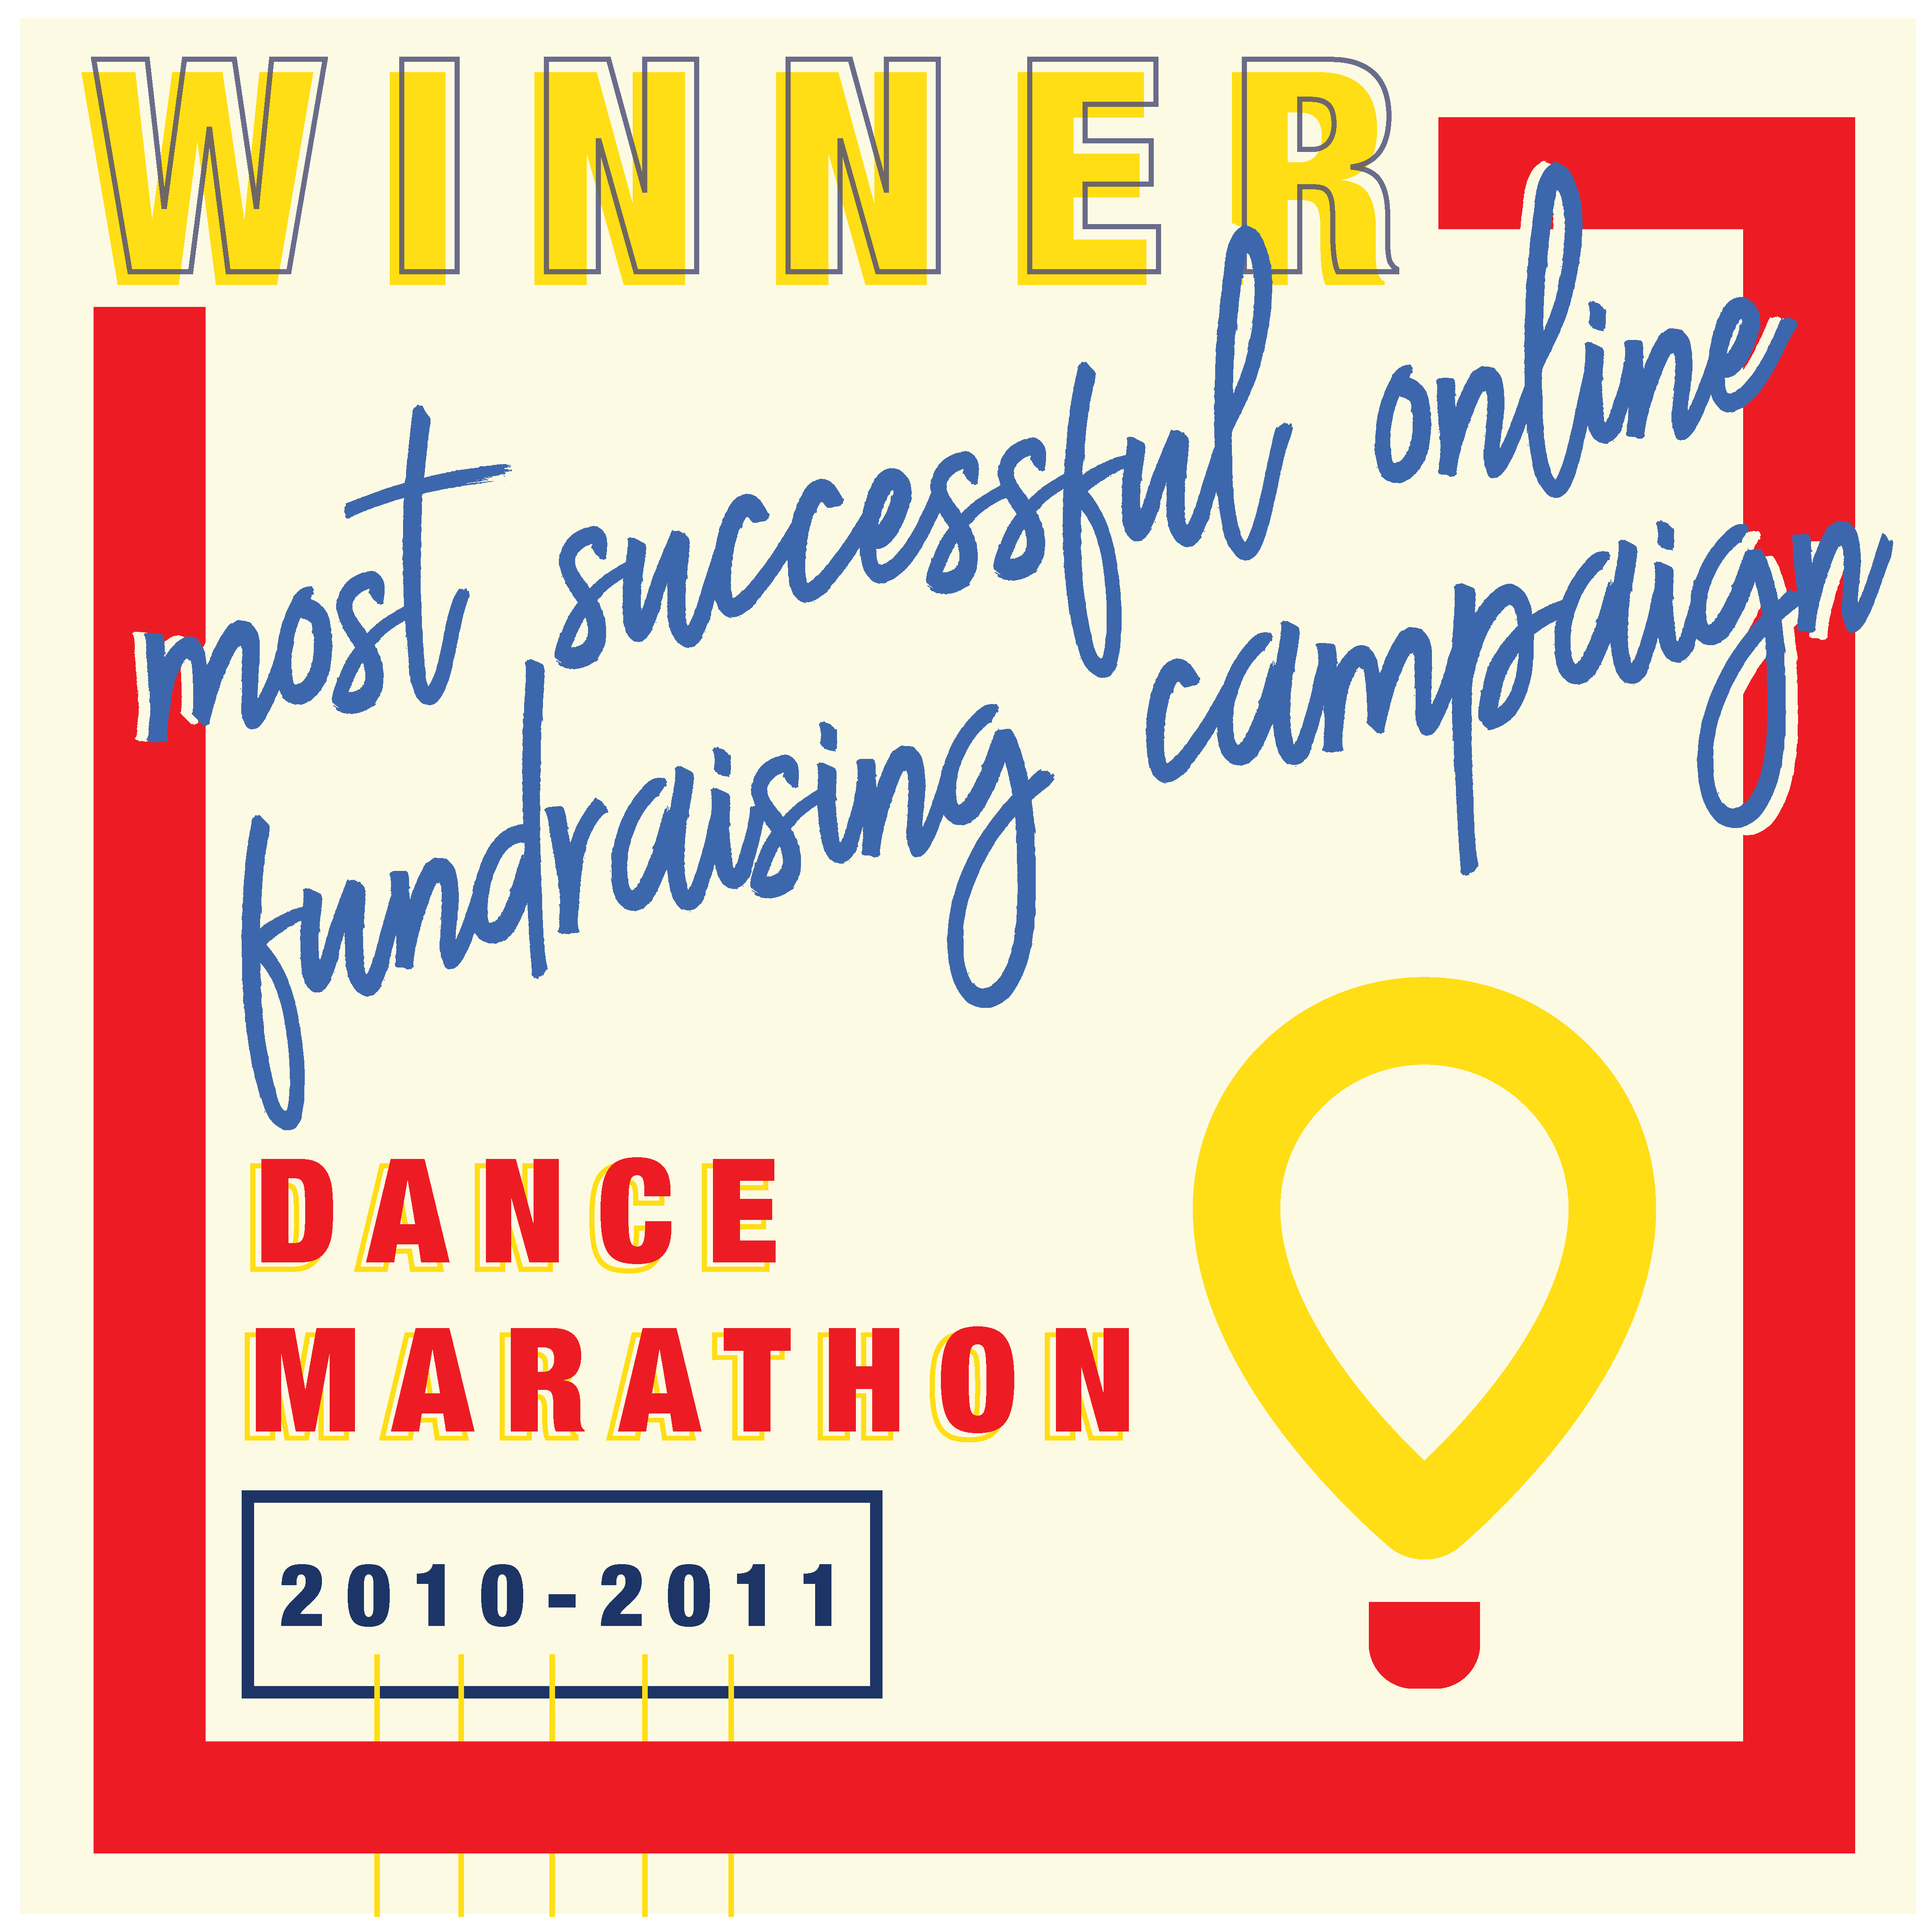 WINNER
most successful online
fundraising campaign
DANCE
MARATHON
2010-2011